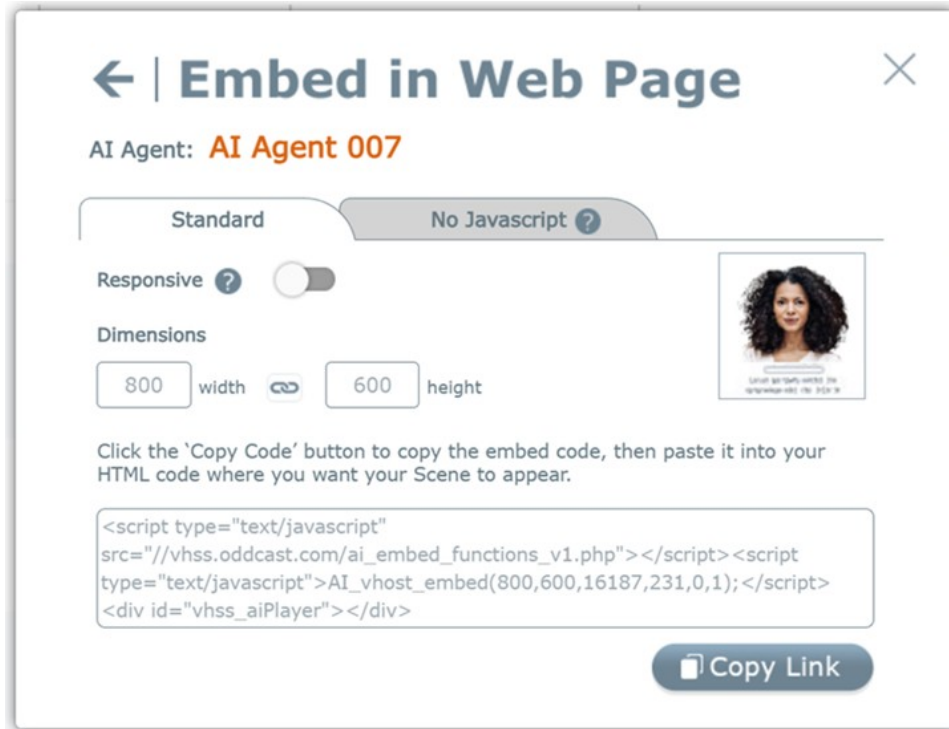 ← | Embed in Web Page
AI Agent: AI Agent 007
Standard
No Javascript ?
Responsive ?
Dimensions
800 width 600 height
Click the ‘Copy Code’ button to copy the embed code, then paste it into your
HTML code where you want your Scene to appear.
<script type="text/javascript"
src="//vhss.oddcast.com/ai_embed_functions_v1.php"></script><script
type="text/javascript">AI_vhost_embed(800,600,16187,231,0,1);</script>
<div id="vhss_aiPlayer"></div>
Copy Link